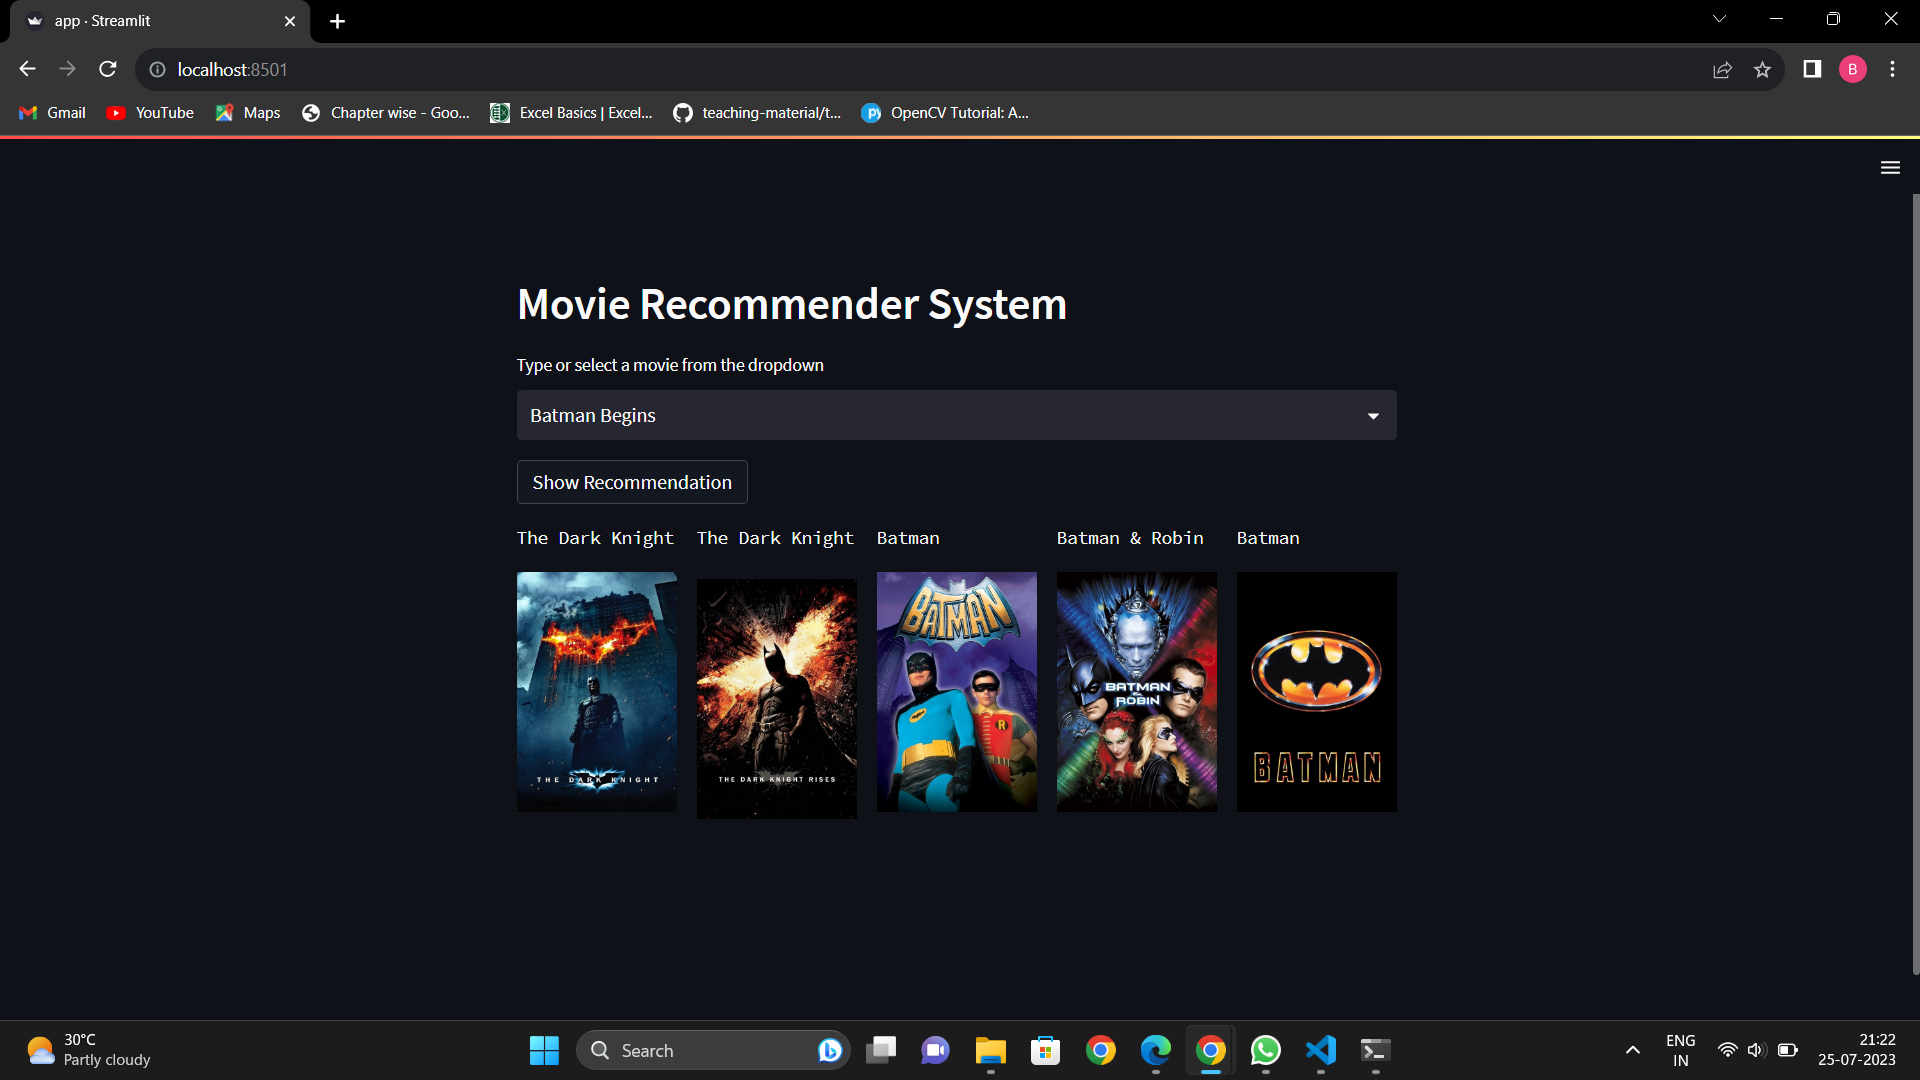 app · Streamlit
localhost:8501
B
Gmail
YouTube
Maps
Chapter wise - Goo...
Excel Basics | Excel...
teaching-material/t...
OpenCV Tutorial: A...
Movie Recommender System
Type or select a movie from the dropdown
Batman Begins
Show Recommendation
The Dark Knight
The Dark Knight
Batman
Batman & Robin
Batman
THE DARK KNIGHT
THE DARK KNIGHT RISES
BATMAN
BATMAN
&
ROBIN
BATMAN
30°C
Partly cloudy
Search
ENG
IN
21:22
25-07-2023